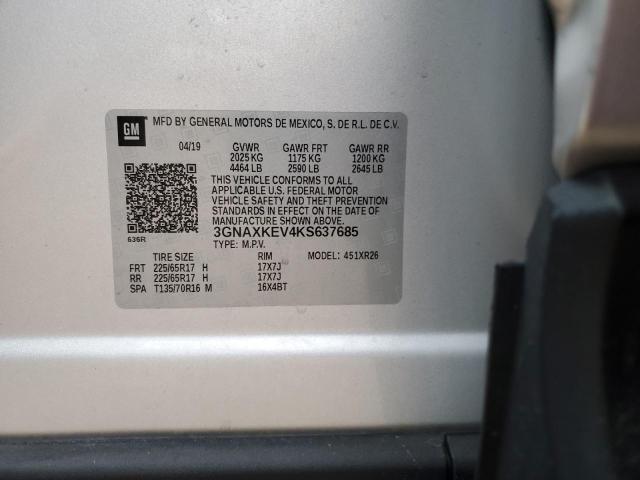 GM MFD BY GENERAL MOTORS DE MEXICO, S. DE R.L. DE C.V.
04/19 GVWR GAWR FRT GAWR RR
2025 KG 1175 KG 1200 KG
4464 LB 2590 LB 2645 LB
THIS VEHICLE CONFORMS TO ALL
APPLICABLE U.S. FEDERAL MOTOR
VEHICLE SAFETY AND THEFT PREVENTION
STANDARDS IN EFFECT ON THE DATE OF
MANUFACTURE SHOWN ABOVE.
3GNAXKEV4KS637685
636R TYPE: M.P.V.
TIRE SIZE RIM MODEL: 451XR26
FRT 225/65R17 H 17X7J
RR 225/65R17 H 17X7J
SPA T135/70R16 M 16X4BT